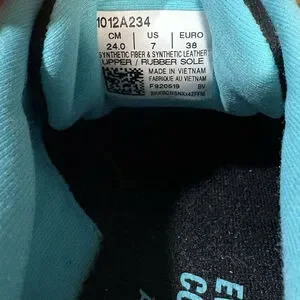 1012A234
CM US EURO
24.0 7 38
SYNTHETIC FIBER & SYNTHETIC LEATHER
UPPER / RUBBER SOLE
MADE IN VIETNAM
FABRIQUE AU VIETNAM
F920519 BV